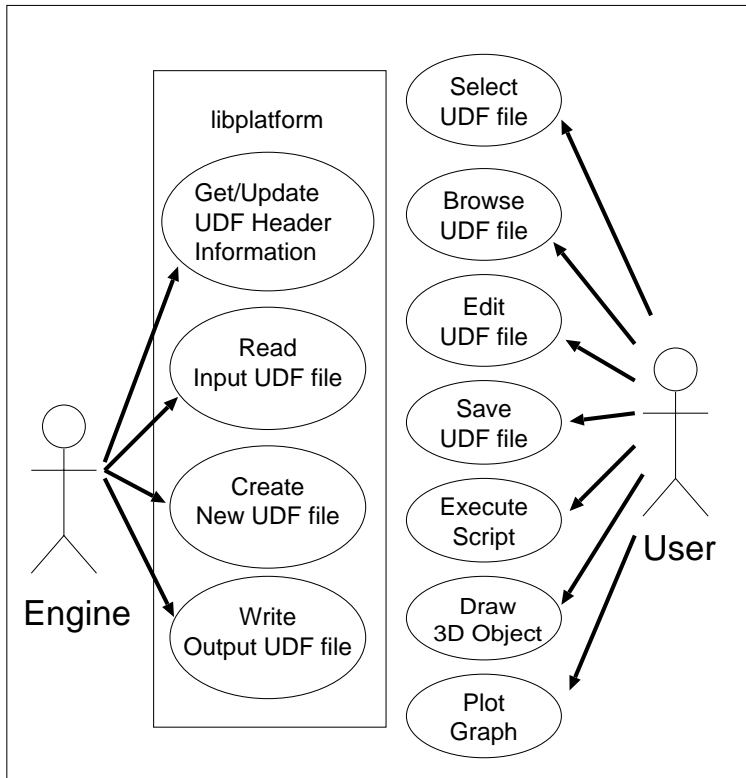 libplatform
Get/Update
UDF Header
Information
Read
Input UDF file
Create
New UDF file
Write
Output UDF file
Engine
Select
UDF file
Browse
UDF file
Edit
UDF file
Save
UDF file
Execute
Script
Draw
3D Object
Plot
Graph
User